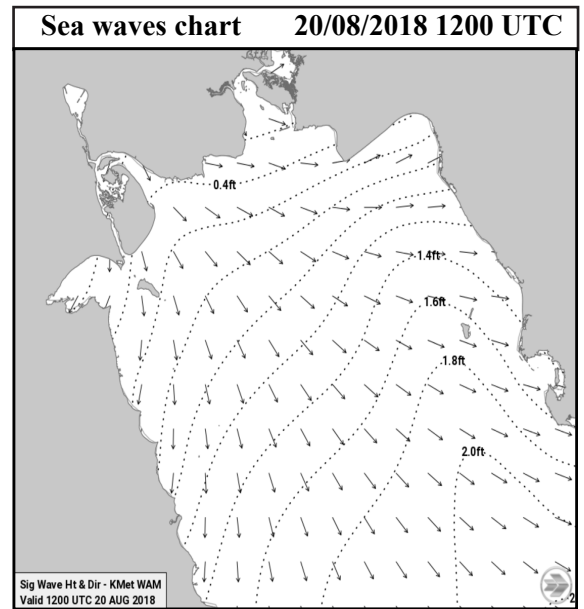 Sea waves chart 20/08/2018 1200 UTC
0.4ft
1.4ft
1.6ft
1.8ft
2.0ft
Sig Wave Ht & Dir - KMet WAM
Valid 1200 UTC 20 AUG 2018